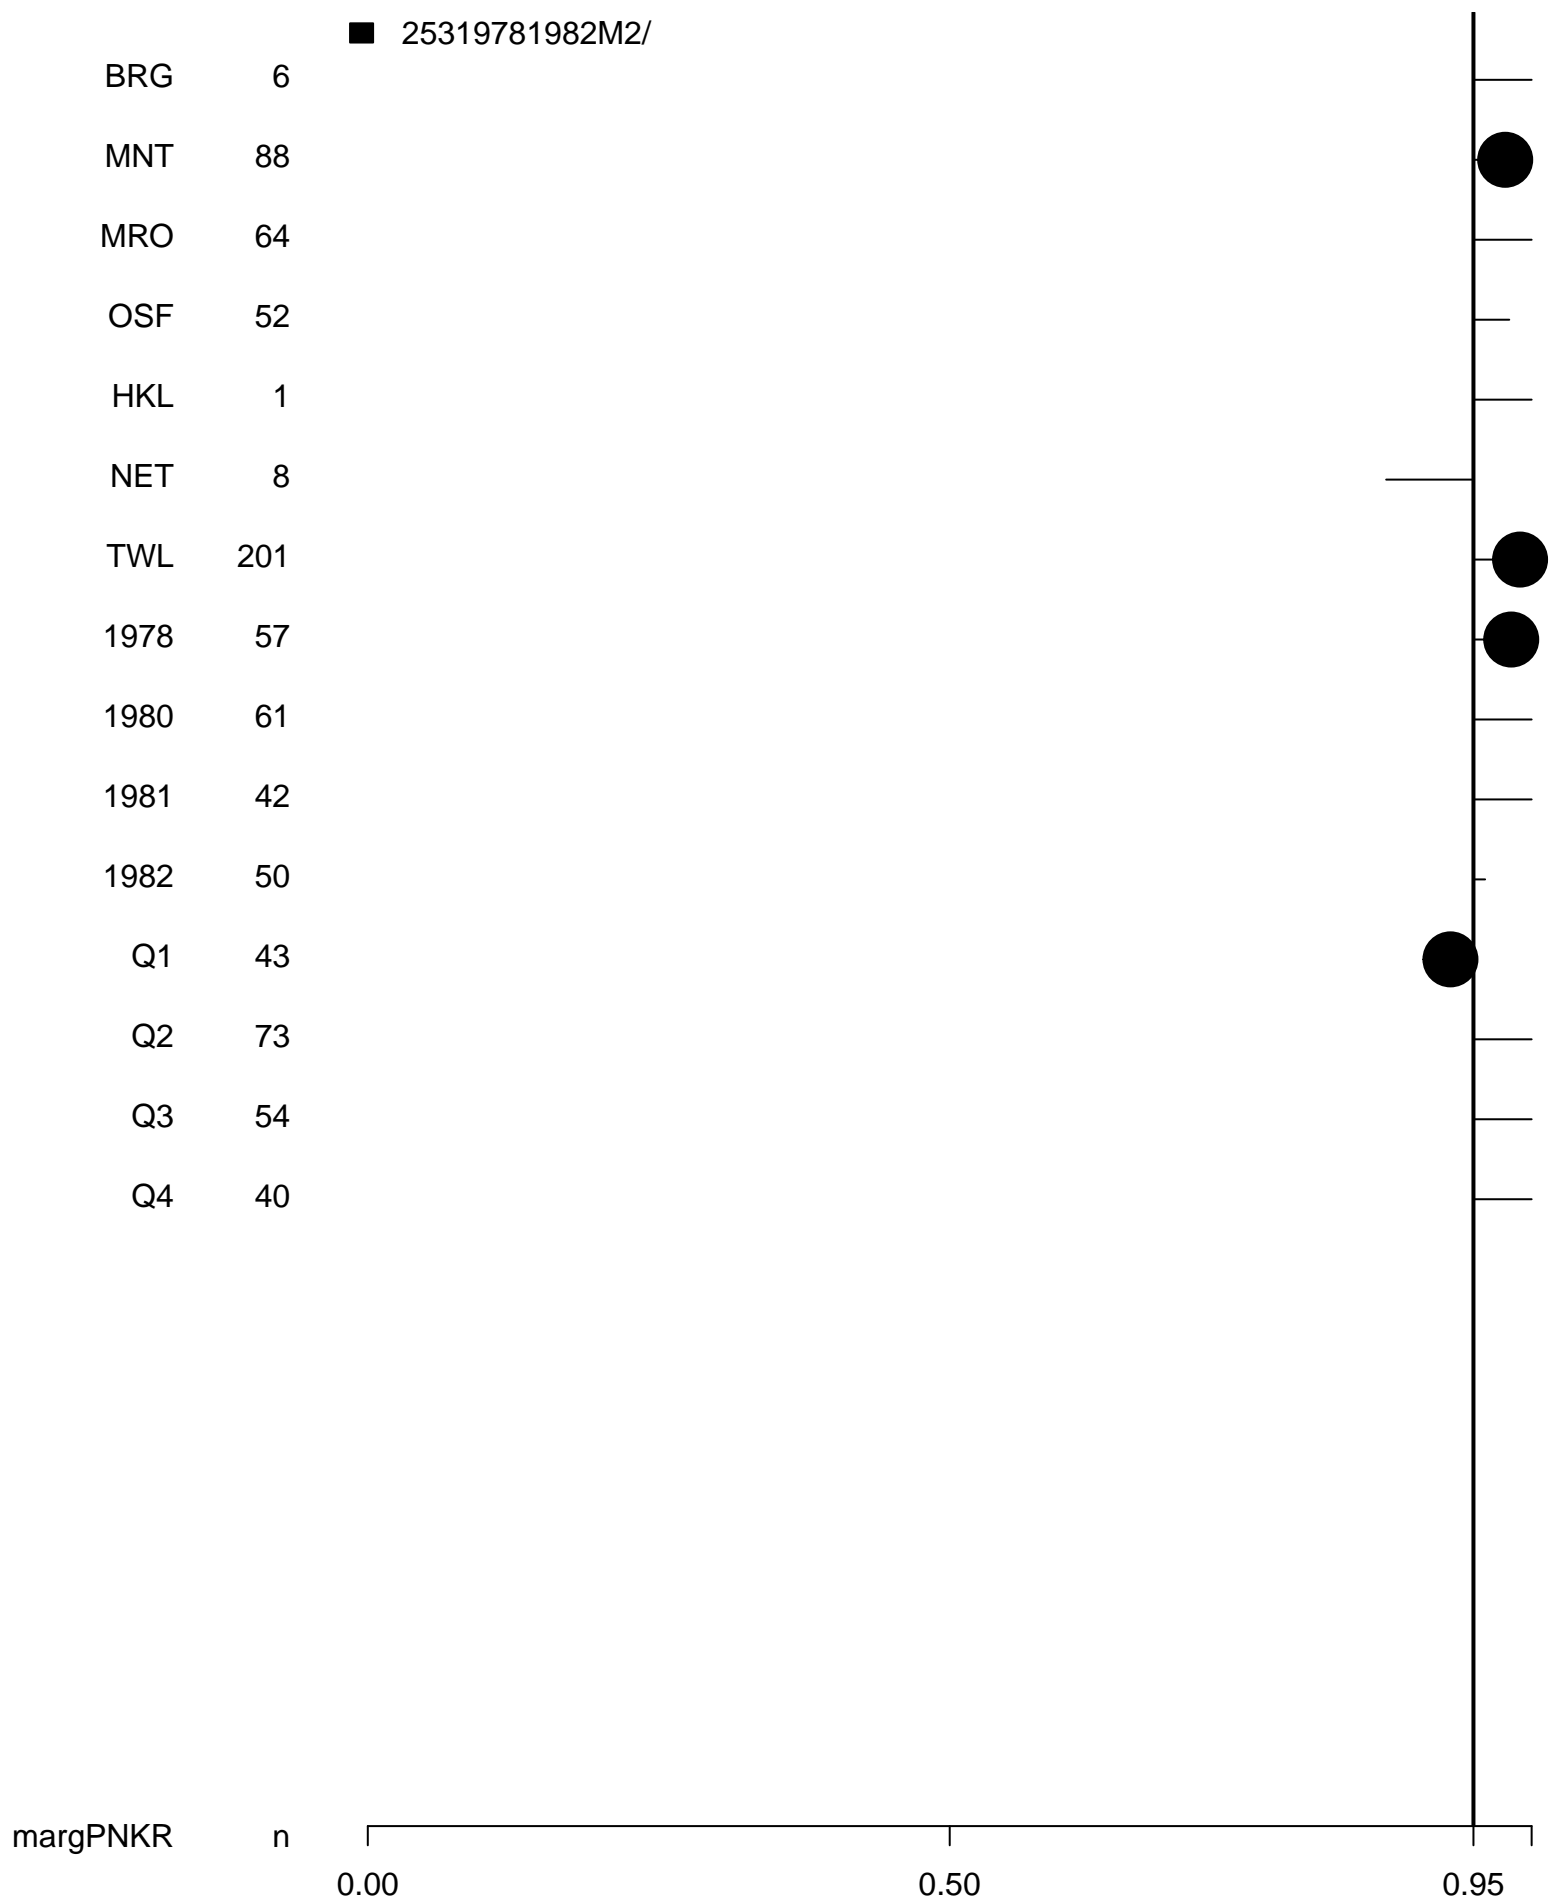 25319781982M2/
BRG 6
MNT 88
MRO 64
OSF 52
HKL 1
NET 8
TWL 201
1978 57
1980 61
1981 42
1982 50
Q1 43
Q2 73
Q3 54
Q4 40
margPNKR n
0.00 0.50 0.95